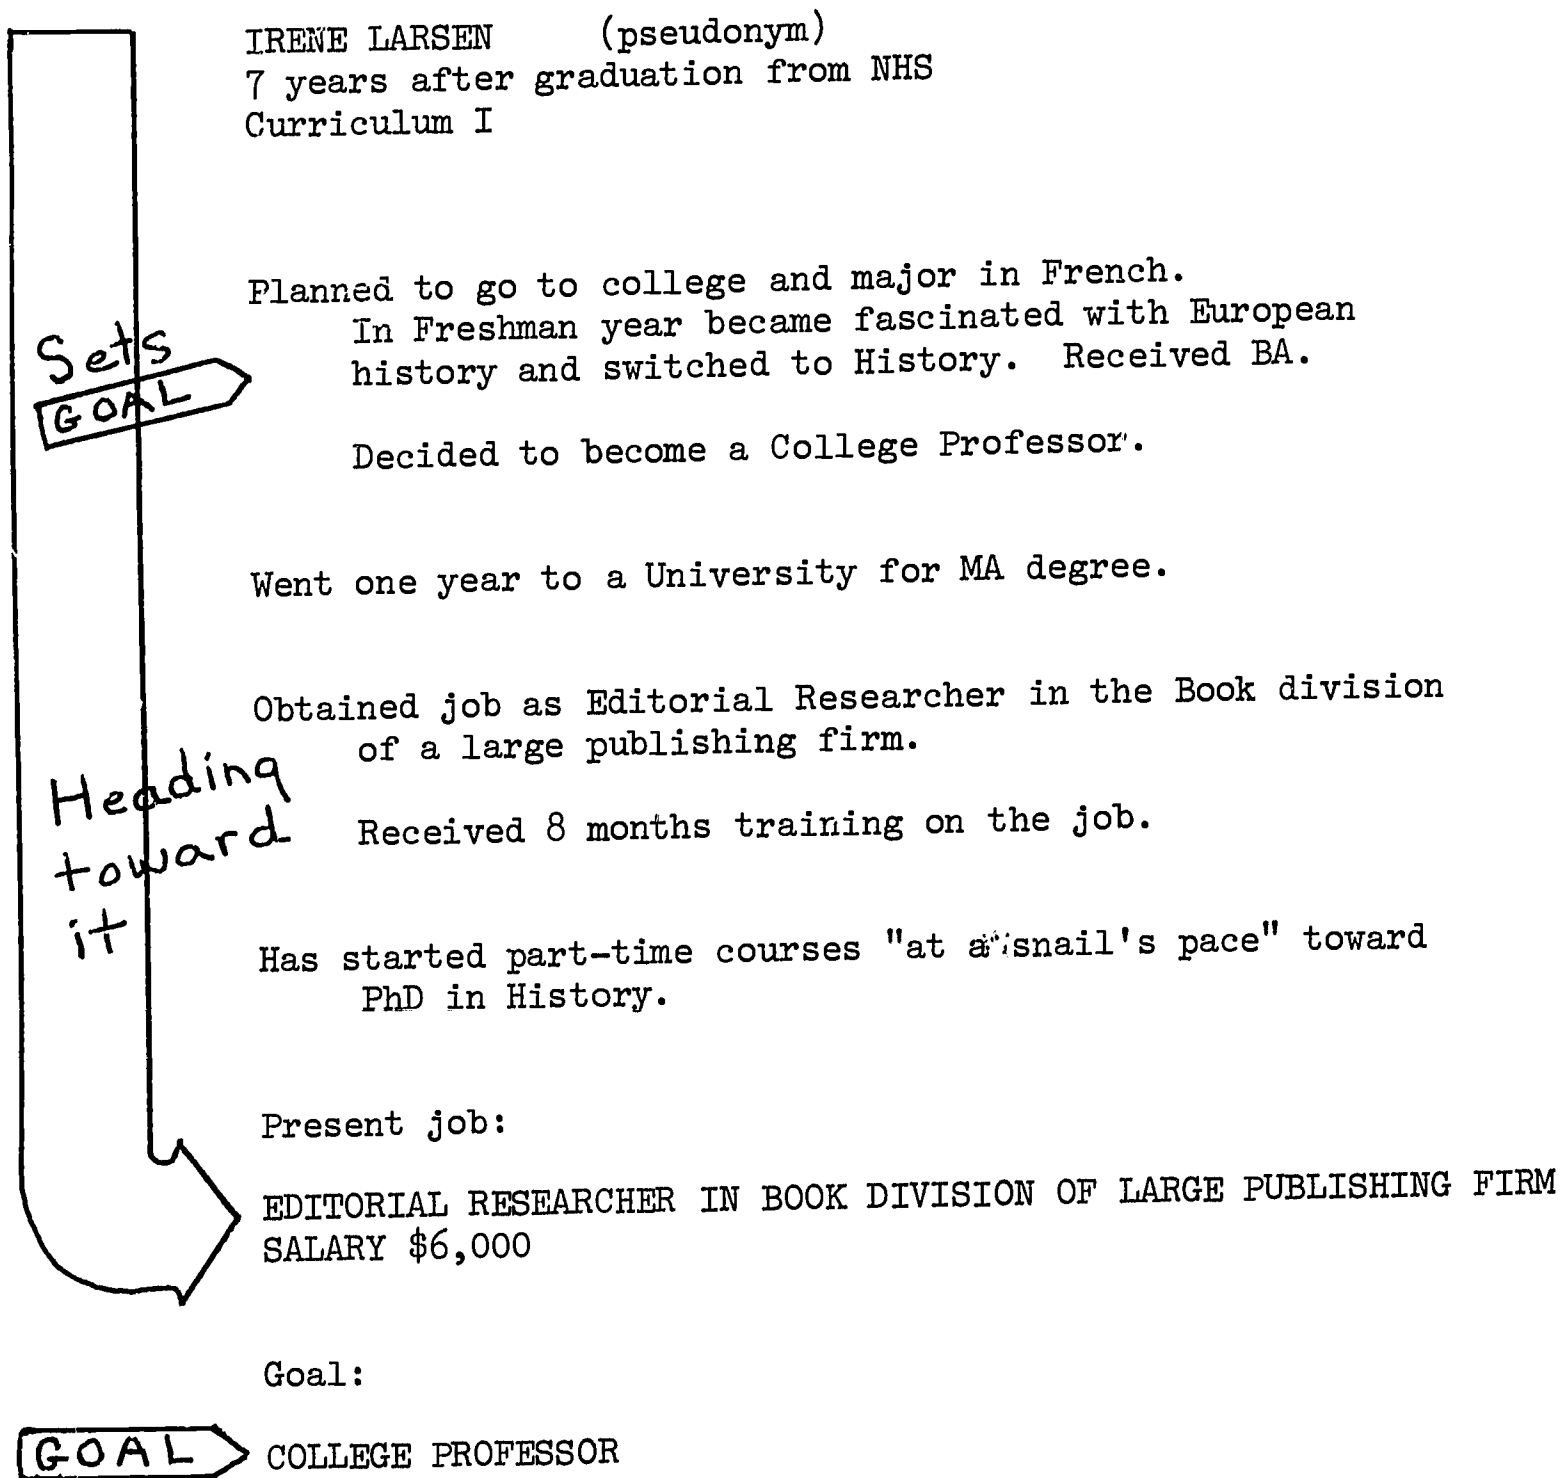 IRENE LARSEN (pseudonym)
7 years after graduation from NHS
Curriculum I
Planned to go to college and major in French.
In Freshman year became fascinated with European
history and switched to History. Received BA.
Sets
GOAL
Decided to become a College Professor.
Went one year to a University for MA degree.
Obtained job as Editorial Researcher in the Book division
of a large publishing firm.
Heading
toward
it
Received 8 months training on the job.
Has started part-time courses "at a snail's pace" toward
PhD in History.
Present job:
EDITORIAL RESEARCHER IN BOOK DIVISION OF LARGE PUBLISHING FIRM
SALARY $6,000
Goal:
GOAL
COLLEGE PROFESSOR